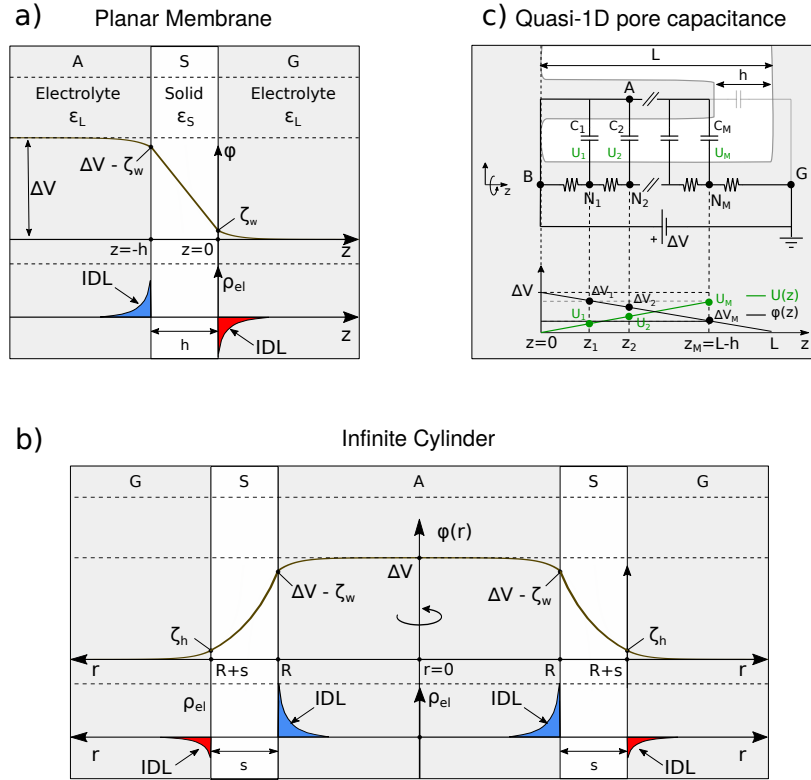 a) Planar Membrane
A S G
Electrolyte Solid Electrolyte
ε_L ε_S ε_L
φ
ΔV ΔV - ζ_w
ζ_w
z=-h z=0 z
IDL ρ_el
z
h IDL
c) Quasi-1D pore capacitance
L
h
A
C_1 C_2 C_M
U_1 U_2 U_M
B G
z N_1 N_2 N_M
+ ΔV
ΔV ΔV_1 ΔV_2 U_M U(z)
U_1 U_2 ΔV_M φ(z)
z=0 z_1 z_2 z_M=L-h L z
b) Infinite Cylinder
G S A S G
φ(r)
ΔV
ΔV - ζ_w ΔV - ζ_w
ζ_h ζ_h
r R+s R r=0 R R+s r
ρ_el IDL ρ_el IDL
r r
IDL s s IDL